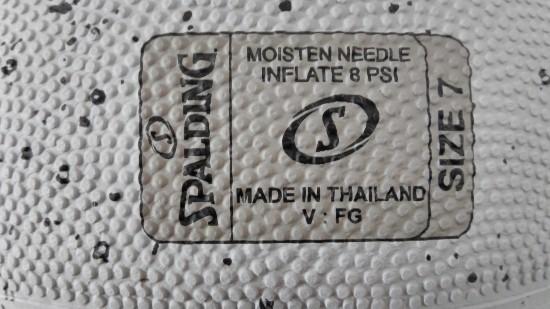 SPALDING
MOISTEN NEEDLE
INFLATE 8 PSI
S
MADE IN THAILAND
V : FG
SIZE 7
S